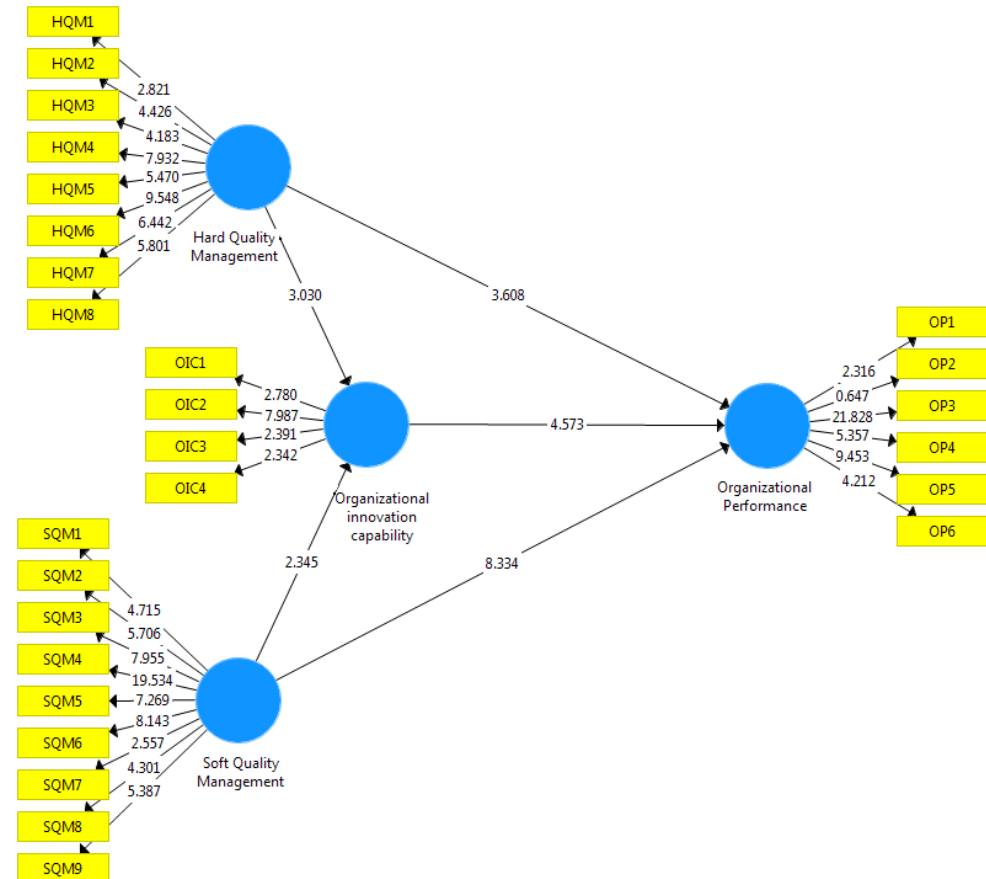 HQM1
HQM2
HQM3
HQM4
HQM5
HQM6
HQM7
HQM8
2.821
4.426
4.183
7.932
5.470
9.548
6.442
5.801
Hard Quality
Management
3.030
3.608
OIC1
OIC2
OIC3
OIC4
2.780
7.987
2.391
2.342
Organizational
innovation
capability
4.573
OP1
OP2
OP3
OP4
OP5
OP6
2.316
0.647
21.828
5.357
9.453
4.212
Organizational
Performance
2.345
8.334
SQM1
SQM2
SQM3
SQM4
SQM5
SQM6
SQM7
SQM8
SQM9
4.715
5.706
7.955
19.534
7.269
8.143
2.557
4.301
5.387
Soft Quality
Management